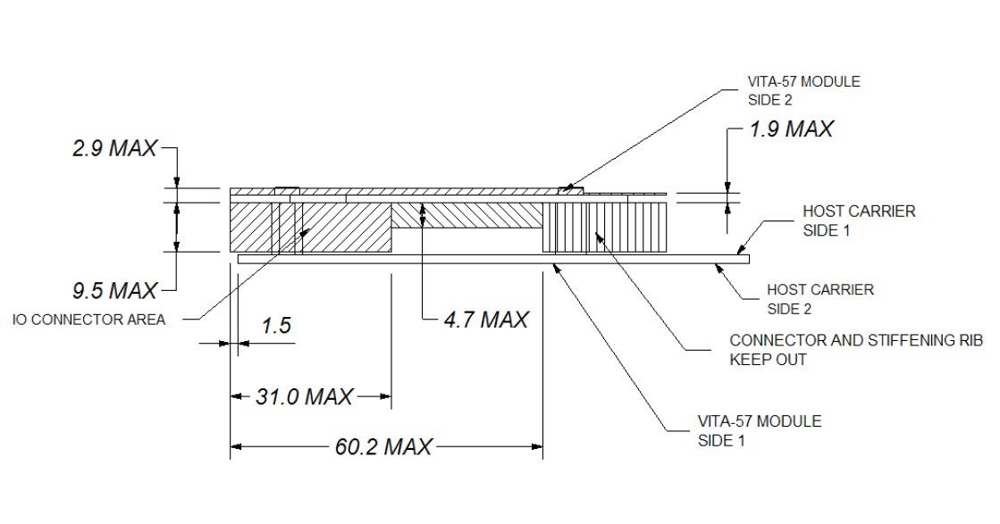 VITA-57 MODULE
SIDE 2
1.9 MAX
2.9 MAX
HOST CARRIER
SIDE 1
9.5 MAX
HOST CARRIER
SIDE 2
IO CONNECTOR AREA
1.5
4.7 MAX
CONNECTOR AND STIFFENING RIB
KEEP OUT
31.0 MAX
VITA-57 MODULE
SIDE 1
60.2 MAX